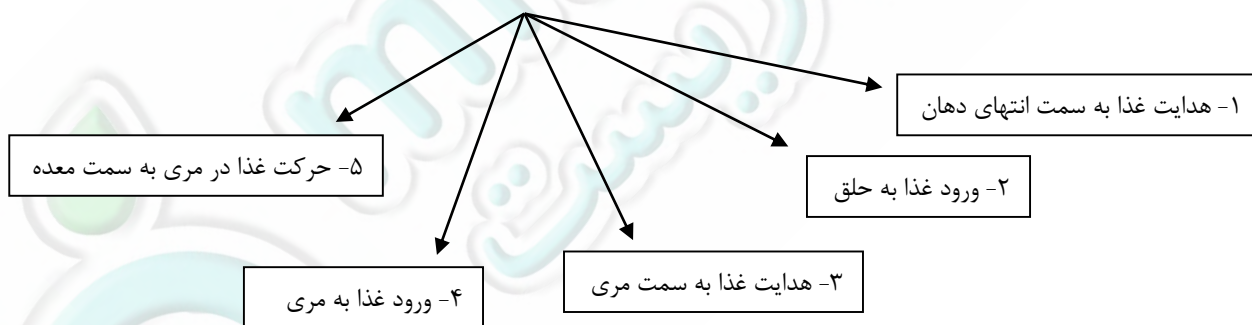 ۱- هدایت غذا به سمت انتهای دهان
۲- ورود غذا به حلق
۳- هدایت غذا به سمت مری
۴- ورود غذا به مری
۵- حرکت غذا در مری به سمت معده